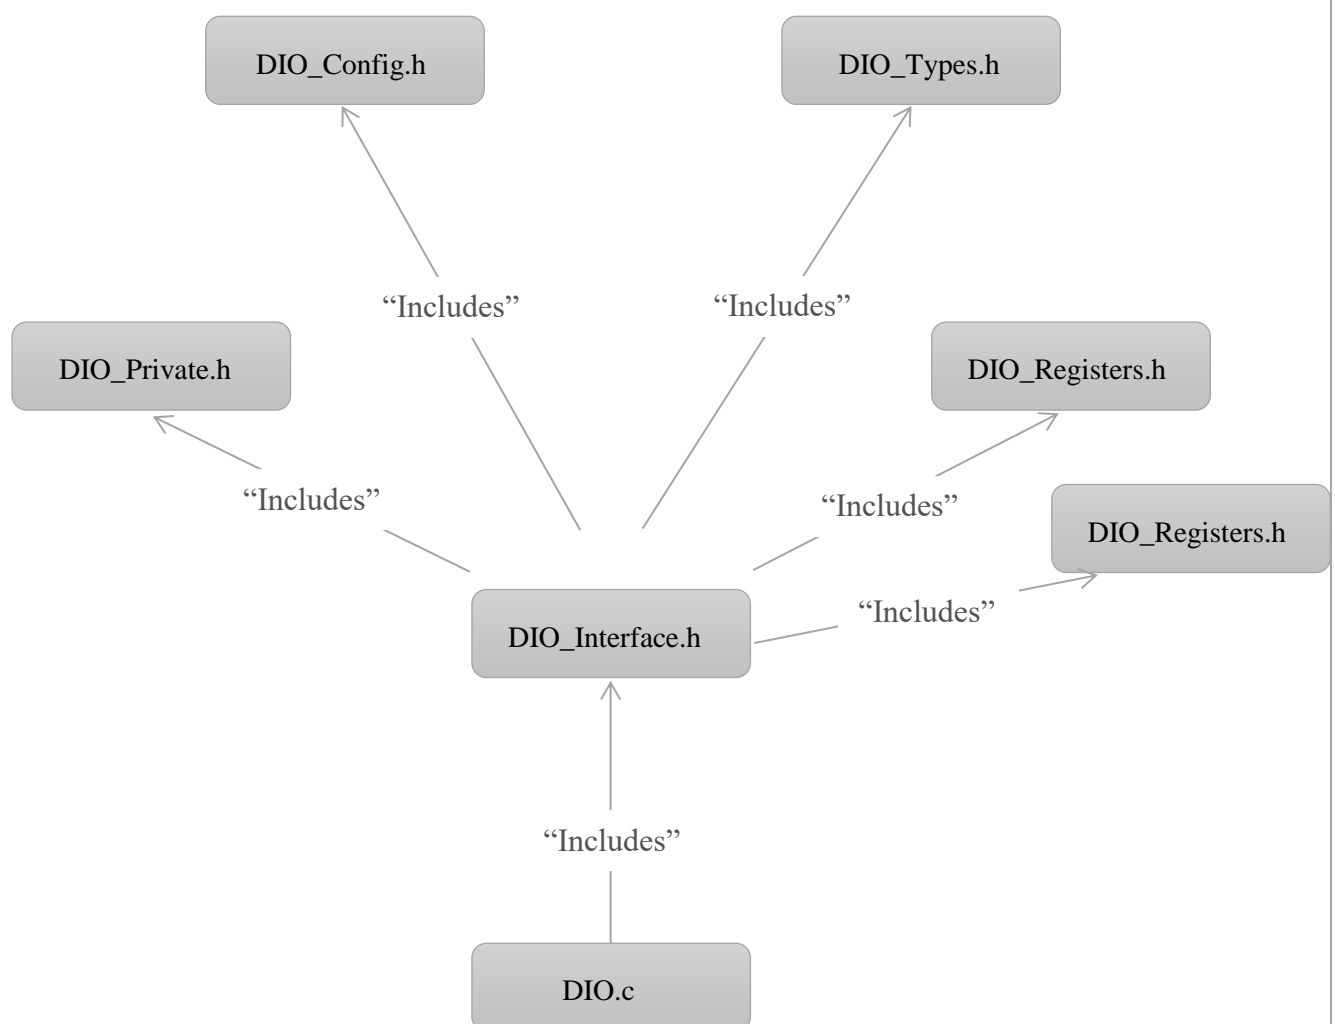 DIO_Config.h
DIO_Types.h
“Includes”
“Includes”
DIO_Private.h
DIO_Registers.h
“Includes”
“Includes”
DIO_Registers.h
“Includes”
DIO_Interface.h
“Includes”
DIO.c